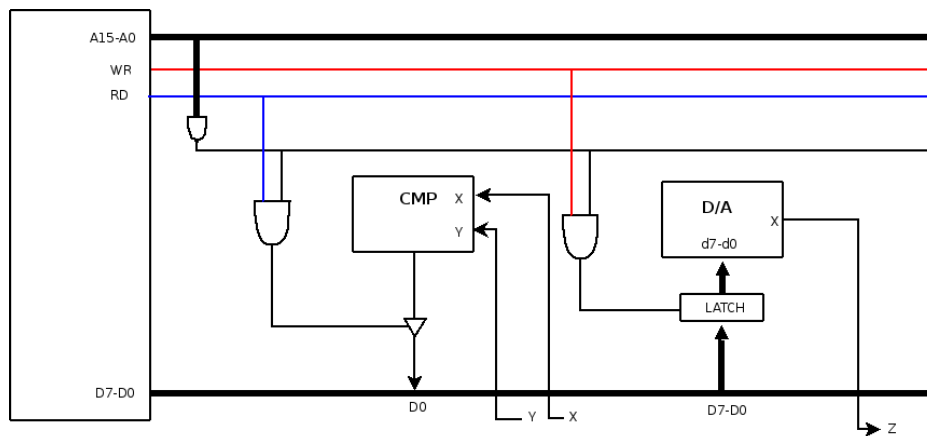 A15-A0
WR
RD
CMP
X
Y
D/A
X
d7-d0
LATCH
D7-D0
D0
Y
X
D7-D0
Z